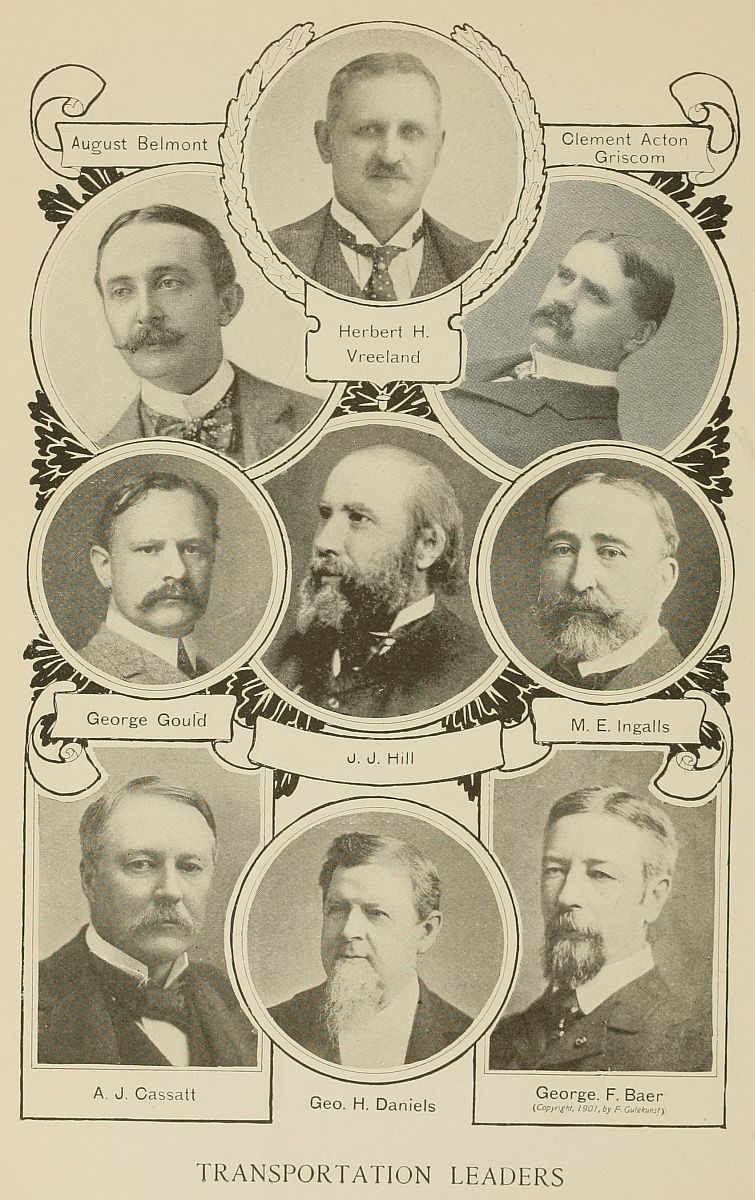 August Belmont
Clement Acton
Griscom
Herbert H.
Vreeland
George Gould
J. J. Hill
M. E. Ingalls
A. J. Cassatt
Geo. H. Daniels
George. F. Baer
(Copyright, 1901, by F. Gutekunst)
TRANSPORTATION LEADERS